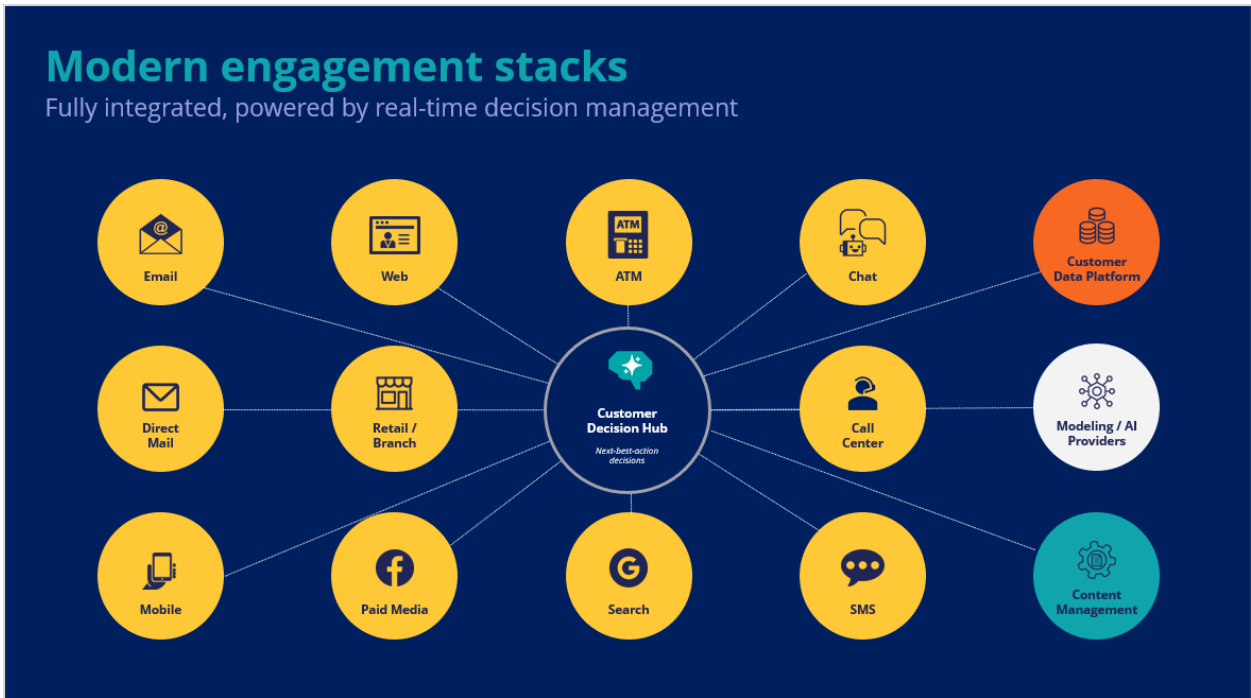 Modern engagement stacks
Fully integrated, powered by real-time decision management
@
Email
Web
ATM
ATM
Chat
Customer
Data Platform
Direct
Mail
Retail /
Branch
Customer
Decision Hub
Next-best-action
decisions
Call
Center
Modeling / AI
Providers
Mobile
f
Paid Media
G
Search
SMS
Content
Management